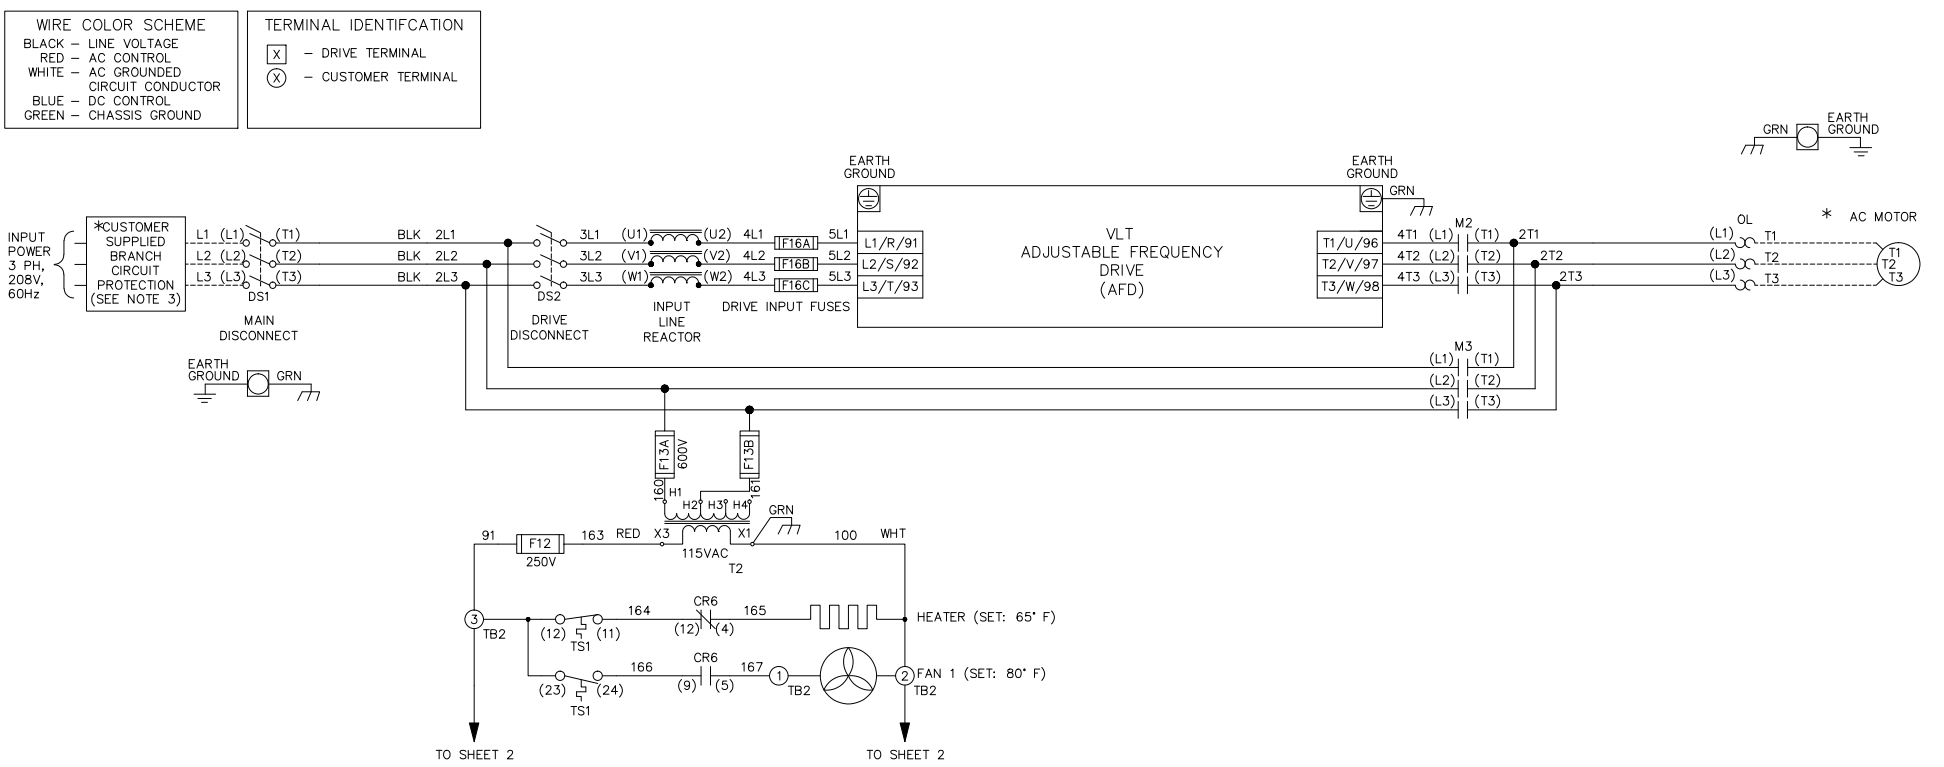 WIRE COLOR SCHEME
BLACK – LINE VOLTAGE
RED – AC CONTROL
WHITE – AC GROUNDED
CIRCUIT CONDUCTOR
BLUE – DC CONTROL
GREEN – CHASSIS GROUND
TERMINAL IDENTIFCATION
X – DRIVE TERMINAL
X – CUSTOMER TERMINAL
GRN
EARTH
GROUND
INPUT
POWER
3 PH,
208V,
60Hz
*CUSTOMER
SUPPLIED
BRANCH
CIRCUIT
PROTECTION
(SEE NOTE 3)
L1 (L1) (T1)
L2 (L2) (T2)
L3 (L3) (T3)
DS1
MAIN
DISCONNECT
BLK 2L1
BLK 2L2
BLK 2L3
DS2
DRIVE
DISCONNECT
3L1 (U1) (U2) 4L1 F16A 5L1
3L2 (V1) (V2) 4L2 F16B 5L2
3L3 (W1) (W2) 4L3 F16C 5L3
INPUT
LINE
REACTOR
DRIVE INPUT FUSES
EARTH
GROUND
L1/R/91
L2/S/92
L3/T/93
VLT
ADJUSTABLE FREQUENCY
DRIVE
(AFD)
EARTH
GROUND
GRN
T1/U/96
T2/V/97
T3/W/98
M2
4T1 (L1) (T1) 2T1
4T2 (L2) (T2) 2T2
4T3 (L3) (T3) 2T3
OL
(L1) T1
(L2) T2
(L3) T3
* AC MOTOR
T1
T2
T3
M3
(L1) (T1)
(L2) (T2)
(L3) (T3)
EARTH
GROUND
GRN
F13A
600V
F13B
160
161
H1
H2 H3 H4
GRN
91 F12 163 RED X3 X1 100 WHT
250V
115VAC
T2
3
TB2
(12) (11)
TS1
164
CR6
(12) (4)
165
HEATER (SET: 65° F)
(23) (24)
TS1
166
CR6
(9) (5)
167
1
TB2
2
TB2
FAN 1 (SET: 80° F)
TO SHEET 2
TO SHEET 2